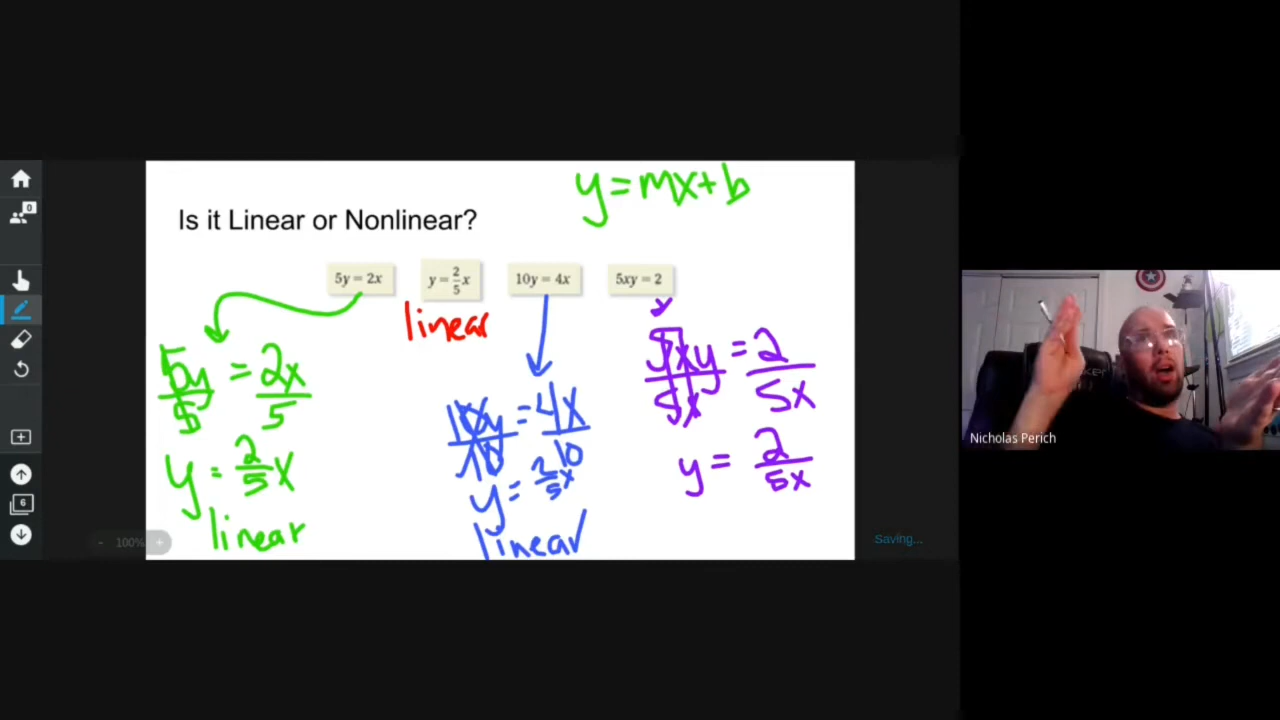 y = mx + b
0
Is it Linear or Nonlinear?
5y = 2x
y = 2/5 x
10y = 4x
5xy = 2
linear
5y/5 = 2x/5
y = 2/5 x
linear
10y/10 = 4x/10
y = 2/5 x
linear
5xy/5x = 2/5x
y = 2/5x
Nicholas Perich
6
- 100% +
Saving...